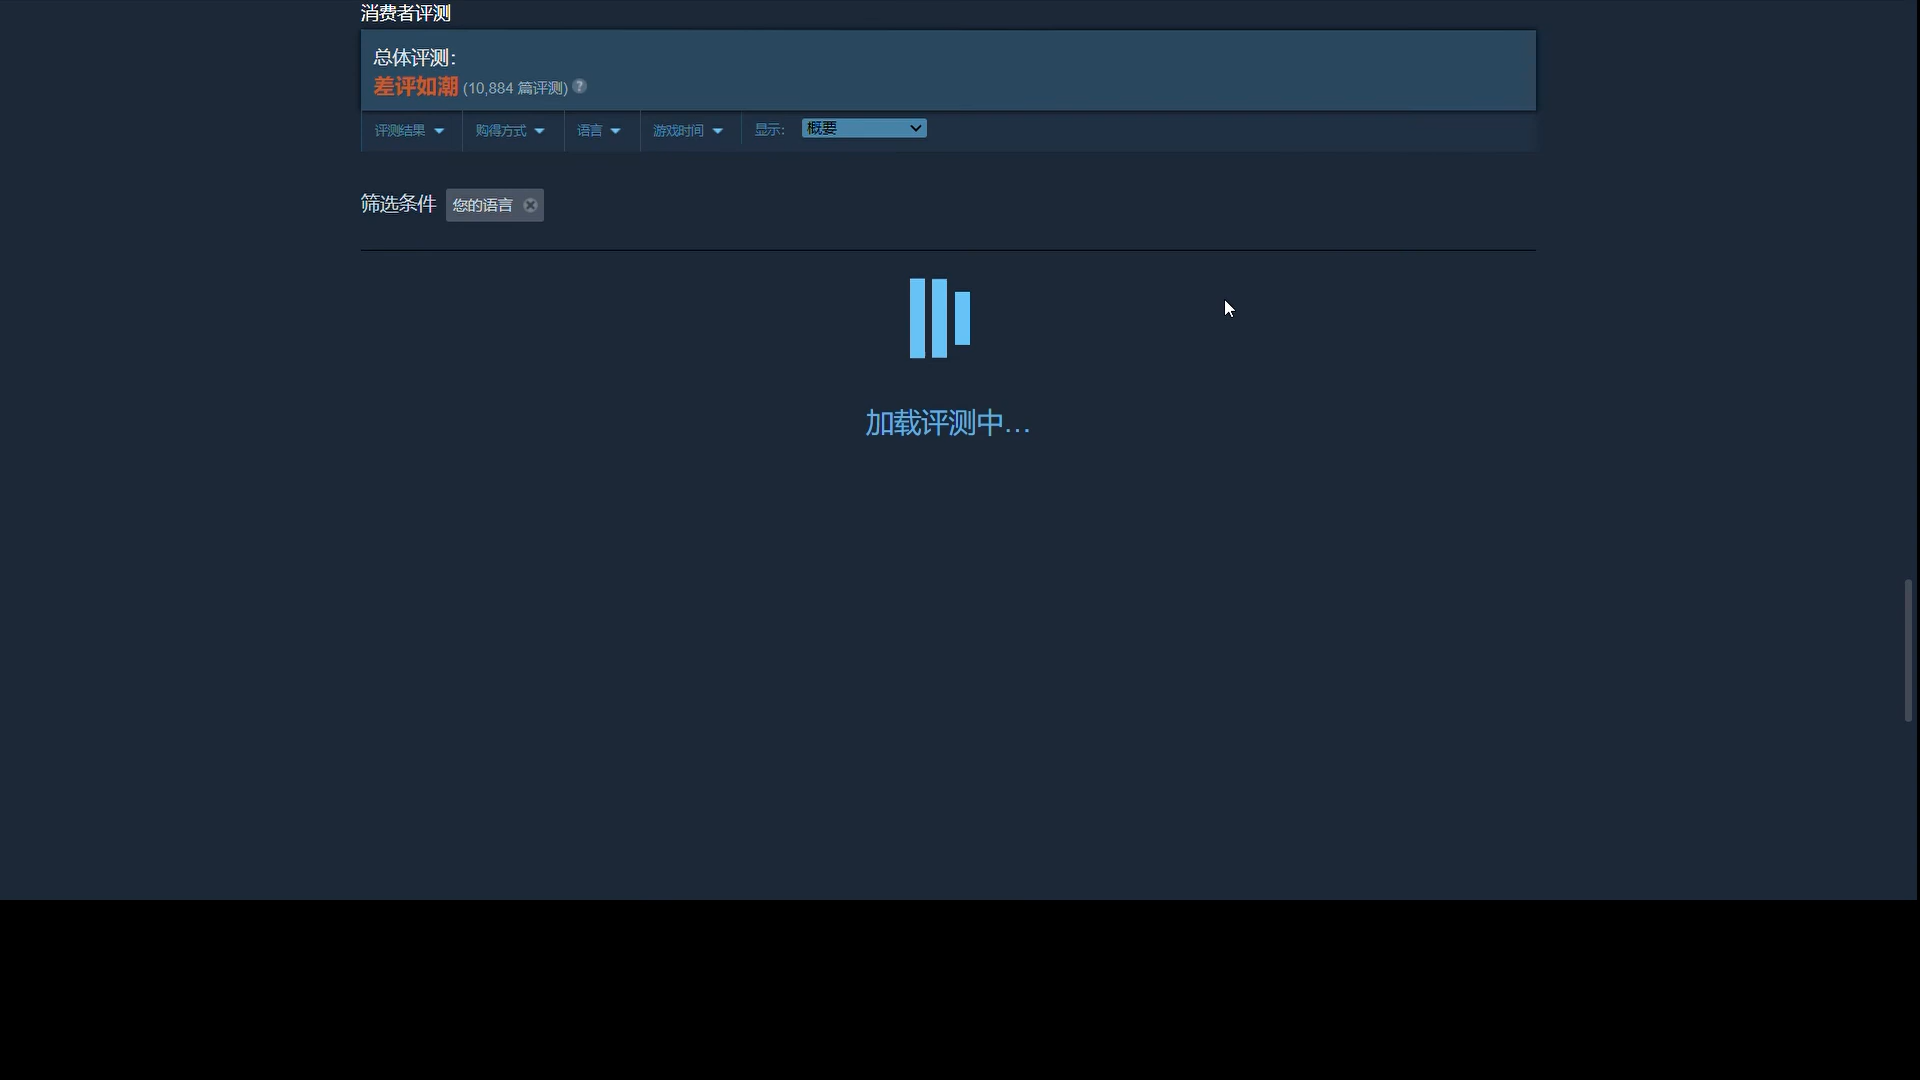 消费者评测
总体评测:
差评如潮 (10,884 篇评测) ?
评测结果 购得方式 语言 游戏时间 显示: 概要
筛选条件 您的语言
加载评测中...